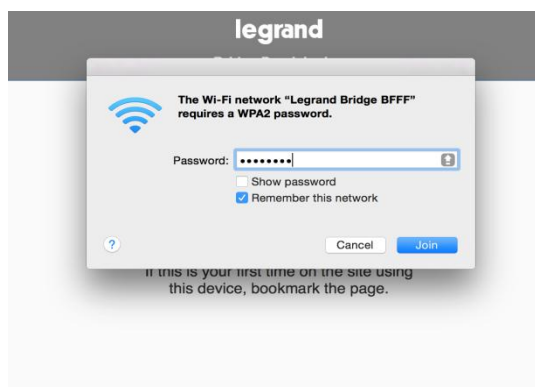 legrand
The Wi-Fi network “Legrand Bridge BFFF”
requires a WPA2 password.
Password: ••••••••
Show password
Remember this network
? Cancel Join
If this is your first time on the site using
this device, bookmark the page.